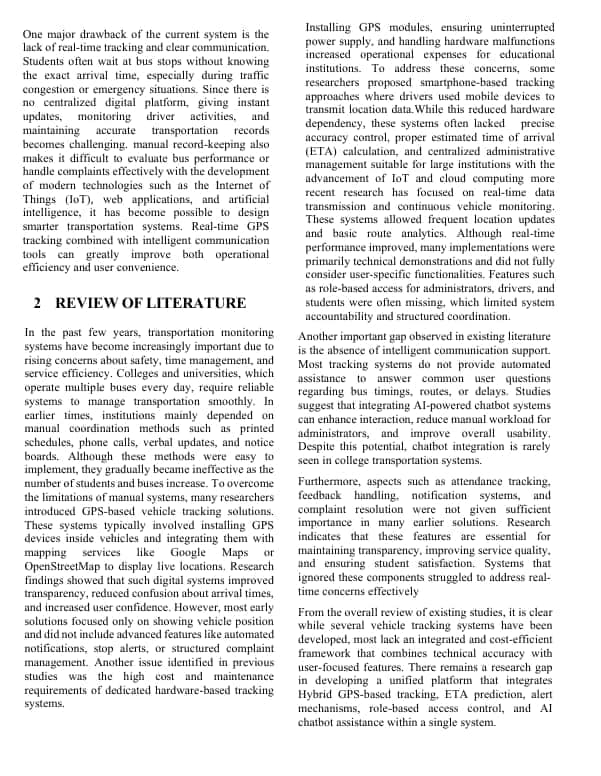 One major drawback of the current system is the
lack of real-time tracking and clear communication.
Students often wait at bus stops without knowing
the exact arrival time, especially during traffic
congestion or emergency situations. Since there is
no centralized digital platform, giving instant
updates, monitoring driver activities, and
maintaining accurate transportation records
becomes challenging. manual record-keeping also
makes it difficult to evaluate bus performance or
handle complaints effectively with the development
of modern technologies such as the Internet of
Things (IoT), web applications, and artificial
intelligence, it has become possible to design
smarter transportation systems. Real-time GPS
tracking combined with intelligent communication
tools can greatly improve both operational
efficiency and user convenience.
2 REVIEW OF LITERATURE
In the past few years, transportation monitoring
systems have become increasingly important due to
rising concerns about safety, time management, and
service efficiency. Colleges and universities, which
operate multiple buses every day, require reliable
systems to manage transportation smoothly. In
earlier times, institutions mainly depended on
manual coordination methods such as printed
schedules, phone calls, verbal updates, and notice
boards. Although these methods were easy to
implement, they gradually became ineffective as the
number of students and buses increase. To overcome
the limitations of manual systems, many researchers
introduced GPS-based vehicle tracking solutions.
These systems typically involved installing GPS
devices inside vehicles and integrating them with
mapping services like Google Maps or
OpenStreetMap to display live locations. Research
findings showed that such digital systems improved
transparency, reduced confusion about arrival times,
and increased user confidence. However, most early
solutions focused only on showing vehicle position
and did not include advanced features like automated
notifications, stop alerts, or structured complaint
management. Another issue identified in previous
studies was the high cost and maintenance
requirements of dedicated hardware-based tracking
systems.
Installing GPS modules, ensuring uninterrupted
power supply, and handling hardware malfunctions
increased operational expenses for educational
institutions. To address these concerns, some
researchers proposed smartphone-based tracking
approaches where drivers used mobile devices to
transmit location data.While this reduced hardware
dependency, these systems often lacked precise
accuracy control, proper estimated time of arrival
(ETA) calculation, and centralized administrative
management suitable for large institutions with the
advancement of IoT and cloud computing more
recent research has focused on real-time data
transmission and continuous vehicle monitoring.
These systems allowed frequent location updates
and basic route analytics. Although real-time
performance improved, many implementations were
primarily technical demonstrations and did not fully
consider user-specific functionalities. Features such
as role-based access for administrators, drivers, and
students were often missing, which limited system
accountability and structured coordination.
Another important gap observed in existing literature
is the absence of intelligent communication support.
Most tracking systems do not provide automated
assistance to answer common user questions
regarding bus timings, routes, or delays. Studies
suggest that integrating AI-powered chatbot systems
can enhance interaction, reduce manual workload for
administrators, and improve overall usability.
Despite this potential, chatbot integration is rarely
seen in college transportation systems.
Furthermore, aspects such as attendance tracking,
feedback handling, notification systems, and
complaint resolution were not given sufficient
importance in many earlier solutions. Research
indicates that these features are essential for
maintaining transparency, improving service quality,
and ensuring student satisfaction. Systems that
ignored these components struggled to address real-
time concerns effectively
From the overall review of existing studies, it is clear
while several vehicle tracking systems have been
developed, most lack an integrated and cost-efficient
framework that combines technical accuracy with
user-focused features. There remains a research gap
in developing a unified platform that integrates
Hybrid GPS-based tracking, ETA prediction, alert
mechanisms, role-based access control, and AI
chatbot assistance within a single system.